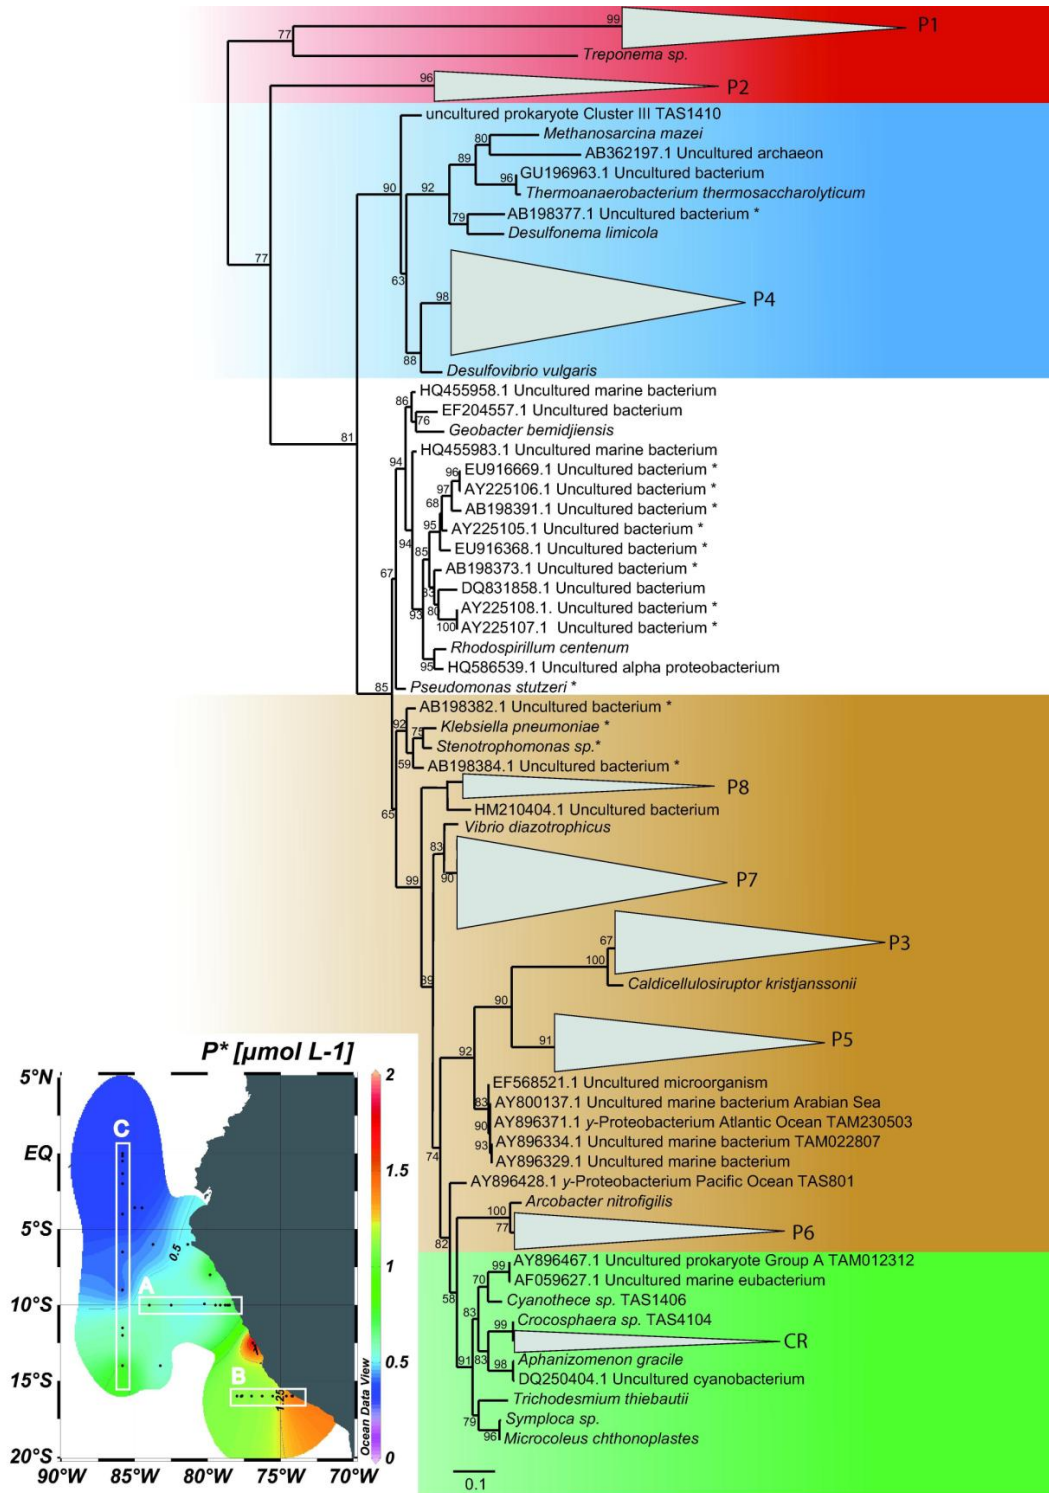 99
P1
77
Treponema sp.
96
P2
uncultured prokaryote Cluster III TAS1410
80
Methanosarcina mazei
89
AB362197.1 Uncultured archaeon
GU196963.1 Uncultured bacterium
96
90
92
Thermoanaerobacterium thermosaccharolyticum
AB198377.1 Uncultured bacterium *
79
Desulfonema limicola
77
63
98
P4
88
Desulfovibrio vulgaris
HQ455958.1 Uncultured marine bacterium
86
EF204557.1 Uncultured bacterium
76
Geobacter bemidjiensis
81
HQ455983.1 Uncultured marine bacterium
94
96
EU916669.1 Uncultured bacterium *
97
AY225106.1 Uncultured bacterium *
68
AB198391.1 Uncultured bacterium *
95
AY225105.1 Uncultured bacterium *
94
85
EU916368.1 Uncultured bacterium *
67
AB198373.1 Uncultured bacterium *
83
DQ831858.1 Uncultured bacterium
93
80
AY225108.1. Uncultured bacterium *
100
AY225107.1 Uncultured bacterium *
Rhodospirillum centenum
95
HQ586539.1 Uncultured alpha proteobacterium
85
Pseudomonas stutzeri *
AB198382.1 Uncultured bacterium *
92
75
Klebsiella pneumoniae *
Stenotrophomonas sp.*
59
AB198384.1 Uncultured bacterium *
P8
65
HM210404.1 Uncultured bacterium
Vibrio diazotrophicus
83
99
90
P7
67
P3
100
89
Caldicellulosiruptor kristjanssonii
90
91
P5
92
EF568521.1 Uncultured microorganism
83
AY800137.1 Uncultured marine bacterium Arabian Sea
90
AY896371.1 y-Proteobacterium Atlantic Ocean TAM230503
93
AY896334.1 Uncultured marine bacterium TAM022807
74
AY896329.1 Uncultured marine bacterium
AY896428.1 y-Proteobacterium Pacific Ocean TAS801
Arcobacter nitrofigilis
100
77
P6
82
AY896467.1 Uncultured prokaryote Group A TAM012312
99
70
AF059627.1 Uncultured marine eubacterium
58
Cyanothece sp. TAS1406
83
Crocosphaera sp. TAS4104
99
CR
83
Aphanizomenon gracile
91
98
DQ250404.1 Uncultured cyanobacterium
Trichodesmium thiebautii
79
Symploca sp.
96
Microcoleus chthonoplastes
0.1
P* [µmol L-1]
5°N
EQ
5°S
10°S
15°S
20°S
90°W
85°W
80°W
75°W
70°W
C
A
B
0.5
1.25
2
1.5
1
0.5
0
Ocean Data View